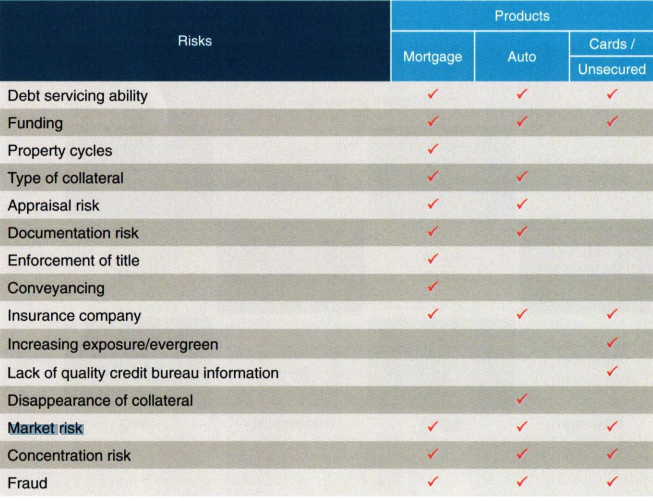 Risks
Products
Mortgage
Auto
Cards /
Unsecured
Debt servicing ability ✓ ✓ ✓
Funding ✓ ✓ ✓
Property cycles ✓
Type of collateral ✓ ✓
Appraisal risk ✓ ✓
Documentation risk ✓ ✓
Enforcement of title ✓
Conveyancing ✓
Insurance company ✓ ✓ ✓
Increasing exposure/evergreen ✓
Lack of quality credit bureau information ✓
Disappearance of collateral ✓
Market risk ✓ ✓ ✓
Concentration risk ✓ ✓ ✓
Fraud ✓ ✓ ✓